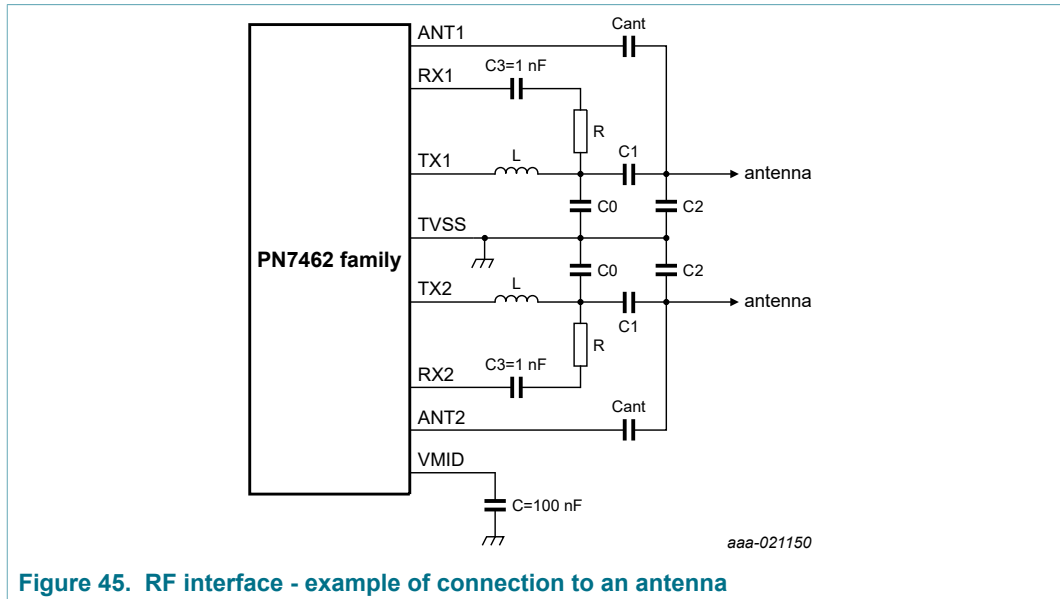 ANT1
Cant
RX1
C3=1 nF
R
TX1
L
C1
antenna
C0
C2
TVSS
PN7462 family
C0
C2
TX2
L
antenna
C1
R
RX2
C3=1 nF
Cant
ANT2
VMID
C=100 nF
aaa-021150
Figure 45. RF interface - example of connection to an antenna